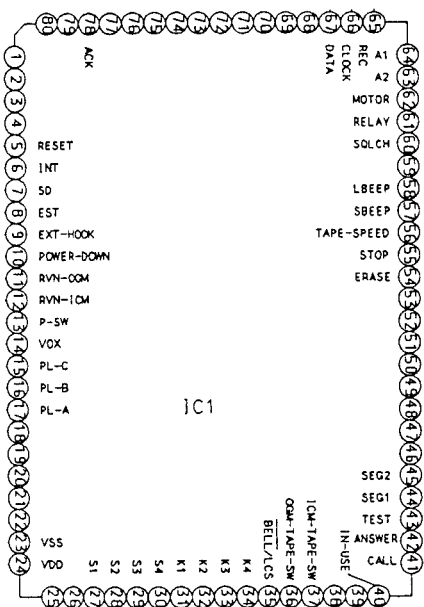 80 79 78 77 76 75 74 73 72 71 70 69 68 67 66 65
ACK
DATA
CLOCK
REC
1
2
3
4
5 RESET
6 INT
7 SD
8 EST
9 EXT-HOOK
10 POWER-DOWN
11 RVN-OGM
12 RVN-ICM
13 P-SW
14 VOX
15 PL-C
16 PL-B
17 PL-A
18
19
20
21
22
23 VSS
24 VDD
IC1
A1 64
A2 63
MOTOR 62
RELAY 61
SQLCH 60
59
LBEEP 58
SBEEP 57
TAPE-SPEED 56
STOP 55
ERASE 54
53
52
51
50
49
48
47
46
SEG2 45
SEG1 44
TEST 43
ANSWER 42
CALL 41
S1
S2
S3
S4
K1
K2
K3
K4
BELL/LCS
OGM-TAPE-SW
ICM-TAPE-SW
IN-USE
25 26 27 28 29 30 31 32 33 34 35 36 37 38 39 40